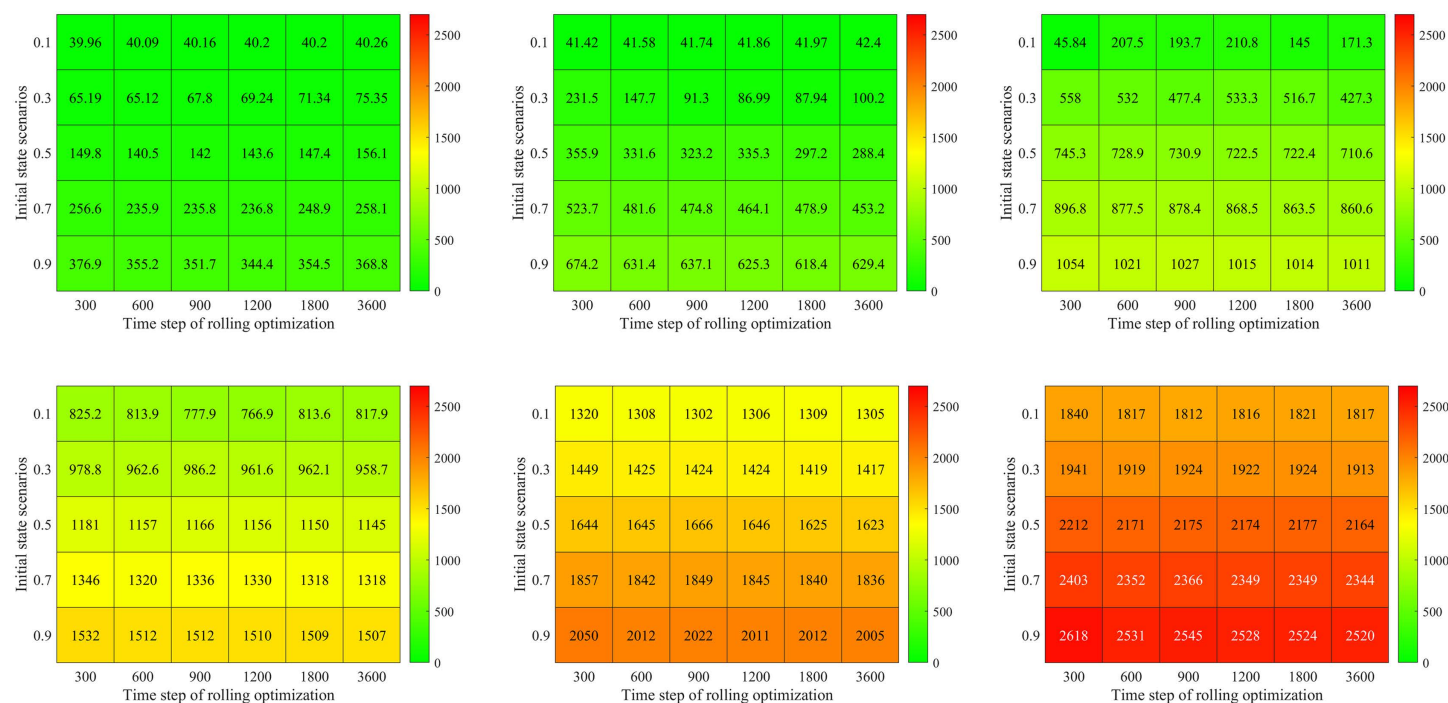 0.1 39.96 40.09 40.16 40.2 40.2 40.26
0.3 65.19 65.12 67.8 69.24 71.34 75.35
0.5 149.8 140.5 142 143.6 147.4 156.1
0.7 256.6 235.9 235.8 236.8 248.9 258.1
0.9 376.9 355.2 351.7 344.4 354.5 368.8
300 600 900 1200 1800 3600
Time step of rolling optimization
Initial state scenarios
2500
2000
1500
1000
500
0
0.1 41.42 41.58 41.74 41.86 41.97 42.4
0.3 231.5 147.7 91.3 86.99 87.94 100.2
0.5 355.9 331.6 323.2 335.3 297.2 288.4
0.7 523.7 481.6 474.8 464.1 478.9 453.2
0.9 674.2 631.4 637.1 625.3 618.4 629.4
300 600 900 1200 1800 3600
Time step of rolling optimization
Initial state scenarios
2500
2000
1500
1000
500
0
0.1 45.84 207.5 193.7 210.8 145 171.3
0.3 558 532 477.4 533.3 516.7 427.3
0.5 745.3 728.9 730.9 722.5 722.4 710.6
0.7 896.8 877.5 878.4 868.5 863.5 860.6
0.9 1054 1021 1027 1015 1014 1011
300 600 900 1200 1800 3600
Time step of rolling optimization
Initial state scenarios
2500
2000
1500
1000
500
0
0.1 825.2 813.9 777.9 766.9 813.6 817.9
0.3 978.8 962.6 986.2 961.6 962.1 958.7
0.5 1181 1157 1166 1156 1150 1145
0.7 1346 1320 1336 1330 1318 1318
0.9 1532 1512 1512 1510 1509 1507
300 600 900 1200 1800 3600
Time step of rolling optimization
Initial state scenarios
2500
2000
1500
1000
500
0
0.1 1320 1308 1302 1306 1309 1305
0.3 1449 1425 1424 1424 1419 1417
0.5 1644 1645 1666 1646 1625 1623
0.7 1857 1842 1849 1845 1840 1836
0.9 2050 2012 2022 2011 2012 2005
300 600 900 1200 1800 3600
Time step of rolling optimization
Initial state scenarios
2500
2000
1500
1000
500
0
0.1 1840 1817 1812 1816 1821 1817
0.3 1941 1919 1924 1922 1924 1913
0.5 2212 2171 2175 2174 2177 2164
0.7 2403 2352 2366 2349 2349 2344
0.9 2618 2531 2545 2528 2524 2520
300 600 900 1200 1800 3600
Time step of rolling optimization
Initial state scenarios
2500
2000
1500
1000
500
0